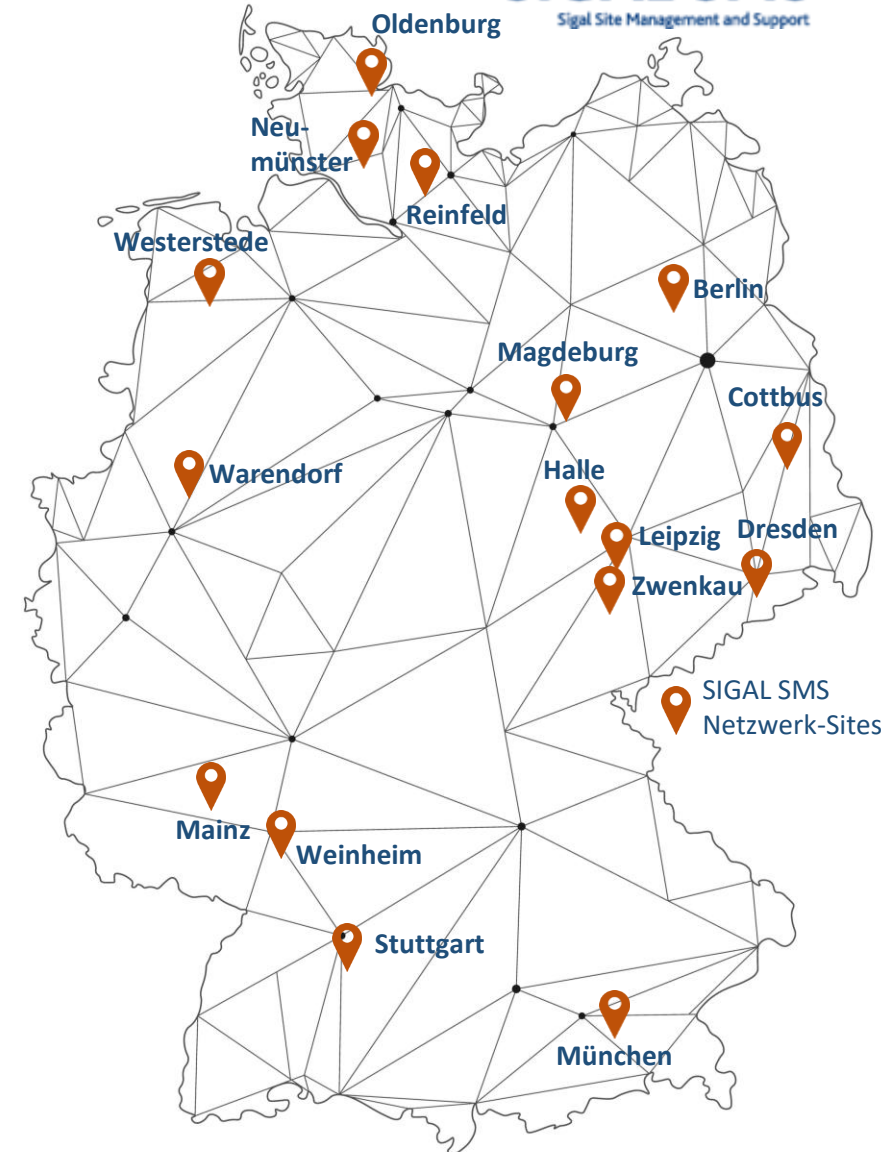 Sigal Site Management and Support
Oldenburg
Neu-
münster
Reinfeld
Westerstede
Berlin
Magdeburg
Cottbus
Halle
Warendorf
Leipzig
Dresden
Zwenkau
SIGAL SMS
Netzwerk-Sites
Mainz
Weinheim
Stuttgart
München